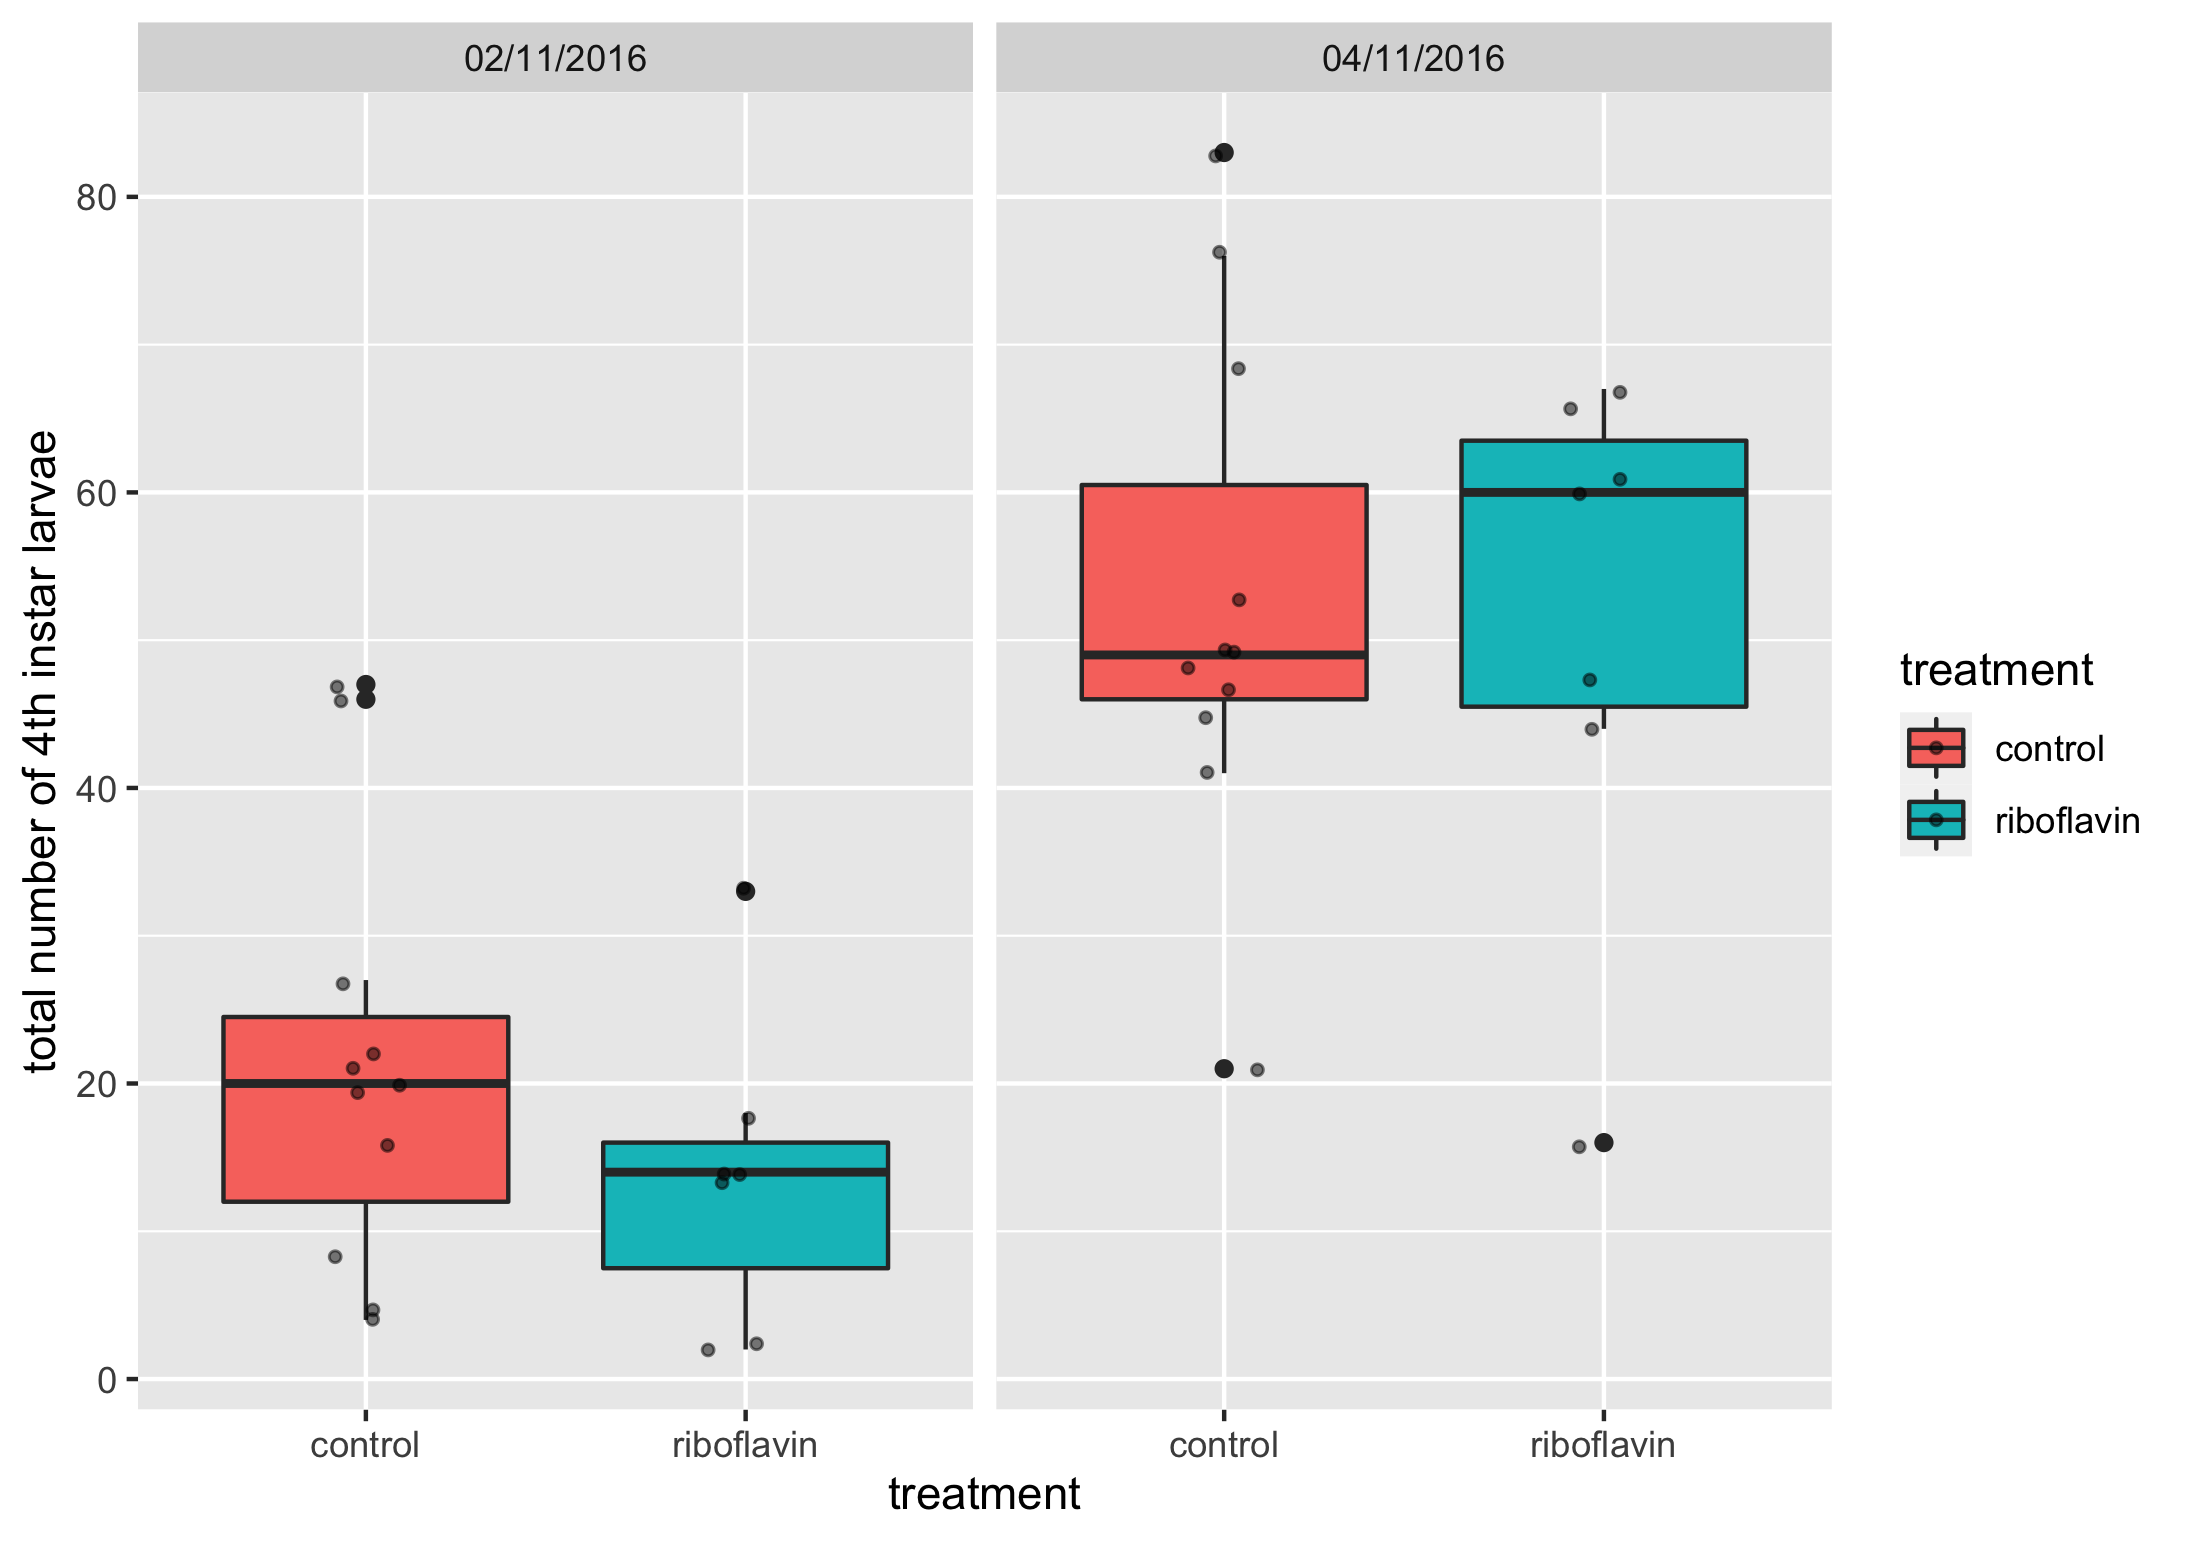 02/11/2016
04/11/2016
total number of 4th instar larvae
80
60
40
20
0
control
riboflavin
control
riboflavin
treatment
treatment
control
riboflavin